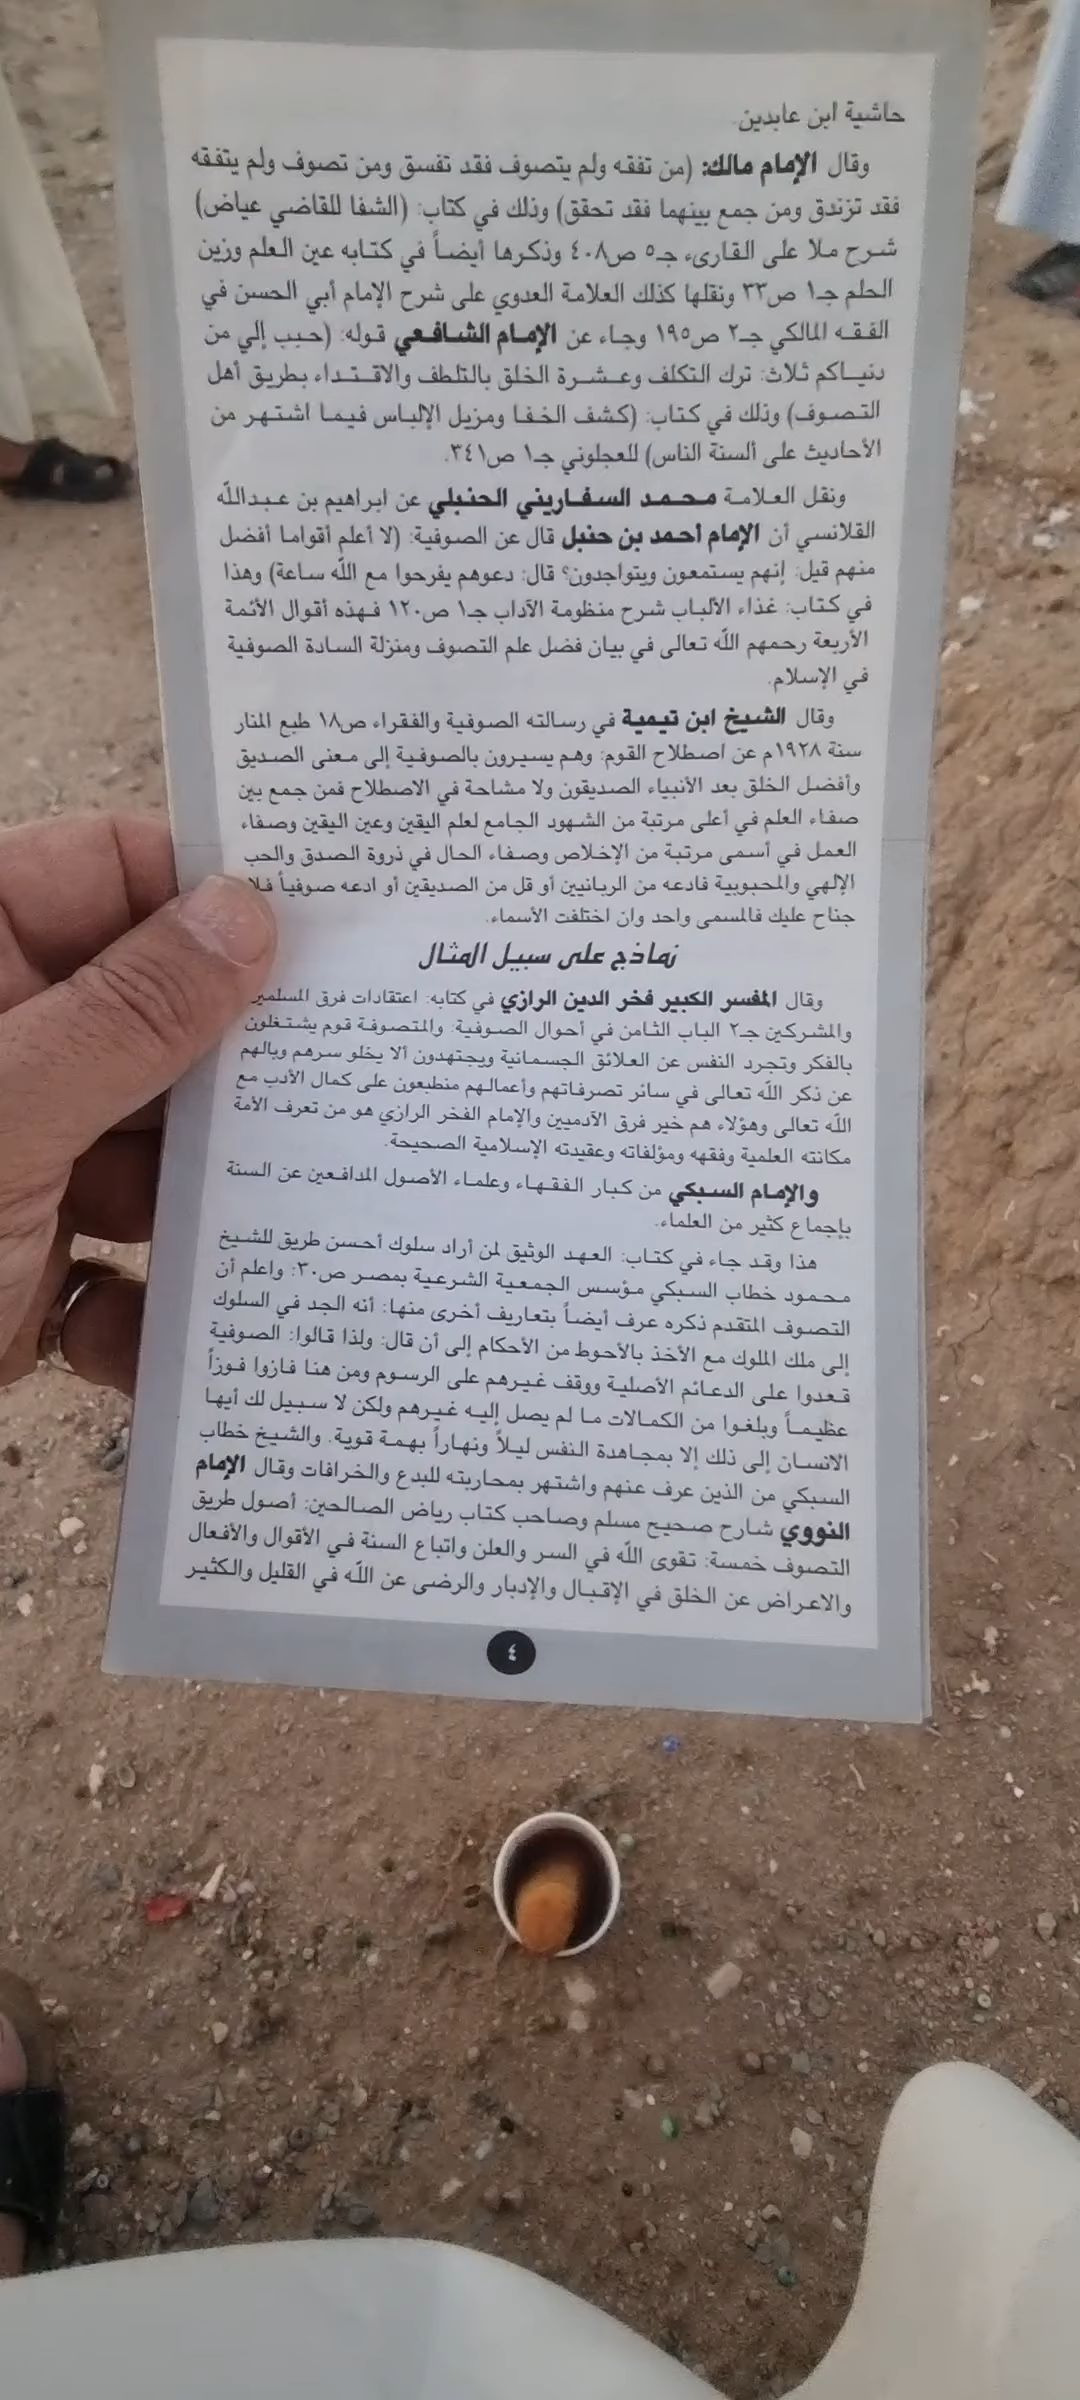 حاشية ابن عابدين.
وقال الإمام مالك: (من تفقه ولم يتصوف فقد تفسق ومن تصوف ولم يتفقه
فقد تزندق ومن جمع بينهما فقد تحقق) وذلك في كتاب: (الشفا للقاضي عياض)
شرح ملا على القارىء جـ٥ ص٤٠٨ وذكرها أيضاً في كتابه عين العلم وزين
الحلم جـ١ ص٣٣ ونقلها كذلك العلامة العدوي على شرح الإمام أبي الحسن في
الفقه المالكي جـ٢ ص١٩٥ وجاء عن الإمام الشافعي قوله: (حبب إلي من
دنياكم ثلاث: ترك التكلف وعشرة الخلق بالتلطف والاقتداء بطريق أهل
التصوف) وذلك في كتاب: (كشف الخفا ومزيل الإلباس فيما اشتهر من
الأحاديث على ألسنة الناس) للعجلوني جـ١ ص٣٤١.
ونقل العلامة محمد السفاريني الحنبلي عن ابراهيم بن عبدالله
القلانسي أن الإمام أحمد بن حنبل قال عن الصوفية: (لا أعلم أقواما أفضل
منهم قيل: إنهم يستمعون ويتواجدون؟ قال: دعوهم يفرحوا مع الله ساعة) وهذا
في كتاب: غذاء الألباب شرح منظومة الآداب جـ١ ص١٢٠ فهذه أقوال الأئمة
الأربعة رحمهم الله تعالى في بيان فضل علم التصوف ومنزلة السادة الصوفية
في الإسلام.
وقال الشيخ ابن تيمية في رسالته الصوفية والفقراء ص١٨ طبع المنار
سنة ١٩٢٨م عن اصطلاح القوم: وهم يسيرون بالصوفية إلى معنى الصديق
وأفضل الخلق بعد الأنبياء الصديقون ولا مشاحة في الاصطلاح فمن جمع بين
صفاء العلم في أعلى مرتبة من الشهود الجامع لعلم اليقين وعين اليقين وصفاء
العمل في أسمى مرتبة من الإخلاص وصفاء الحال في ذروة الصدق والحب
الإلهي والمحبوبية فادعه من الربانيين أو قل من الصديقين أو ادعه صوفياً فلا
جناح عليك فالمسمى واحد وان اختلفت الأسماء.
نماذج على سبيل المثال
وقال المفسر الكبير فخر الدين الرازي في كتابه: اعتقادات فرق المسلمين
والمشركين جـ٢ الباب الثامن في أحوال الصوفية: والمتصوفة قوم يشتغلون
بالفكر وتجرد النفس عن العلائق الجسمانية ويجتهدون ألا يخلو سرهم وبالهم
عن ذكر الله تعالى في سائر تصرفاتهم وأعمالهم منطبعون على كمال الأدب مع
الله تعالى وهؤلاء هم خير فرق الآدميين والإمام الفخر الرازي هو من تعرف الأمة
مكانته العلمية وفقهه ومؤلفاته وعقيدته الإسلامية الصحيحة.
والإمام السبكي من كبار الفقهاء وعلماء الأصول المدافعين عن السنة
بإجماع كثير من العلماء.
هذا وقد جاء في كتاب: العهد الوثيق لمن أراد سلوك أحسن طريق للشيخ
محمود خطاب السبكي مؤسس الجمعية الشرعية بمصر ص٣٠: واعلم أن
التصوف المتقدم ذكره عرف أيضاً بتعاريف أخرى منها: أنه الجد في السلوك
إلى ملك الملوك مع الأخذ بالأحوط من الأحكام إلى أن قال: ولذا قالوا: الصوفية
قعدوا على الدعائم الأصلية ووقف غيرهم على الرسوم ومن هنا فازوا فوزاً
عظيماً وبلغوا من الكمالات ما لم يصل إليه غيرهم ولكن لا سبيل لك أيها
الانسان إلى ذلك إلا بمجاهدة النفس ليلاً ونهاراً بهمة قوية. والشيخ خطاب
السبكي من الذين عرف عنهم واشتهر بمحاربته للبدع والخرافات وقال الإمام
النووي شارح صحيح مسلم وصاحب كتاب رياض الصالحين: أصول طريق
التصوف خمسة: تقوى الله في السر والعلن واتباع السنة في الأقوال والأفعال
والاعراض عن الخلق في الإقبال والإدبار والرضى عن الله في القليل والكثير
٤